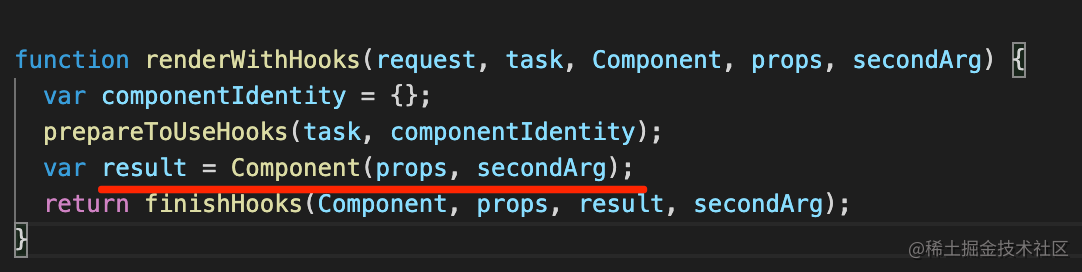 function renderWithHooks(request, task, Component, props, secondArg) {
  var componentIdentity = {};
  prepareToUseHooks(task, componentIdentity);
  var result = Component(props, secondArg);
  return finishHooks(Component, props, result, secondArg);
}
@稀土掘金技术社区